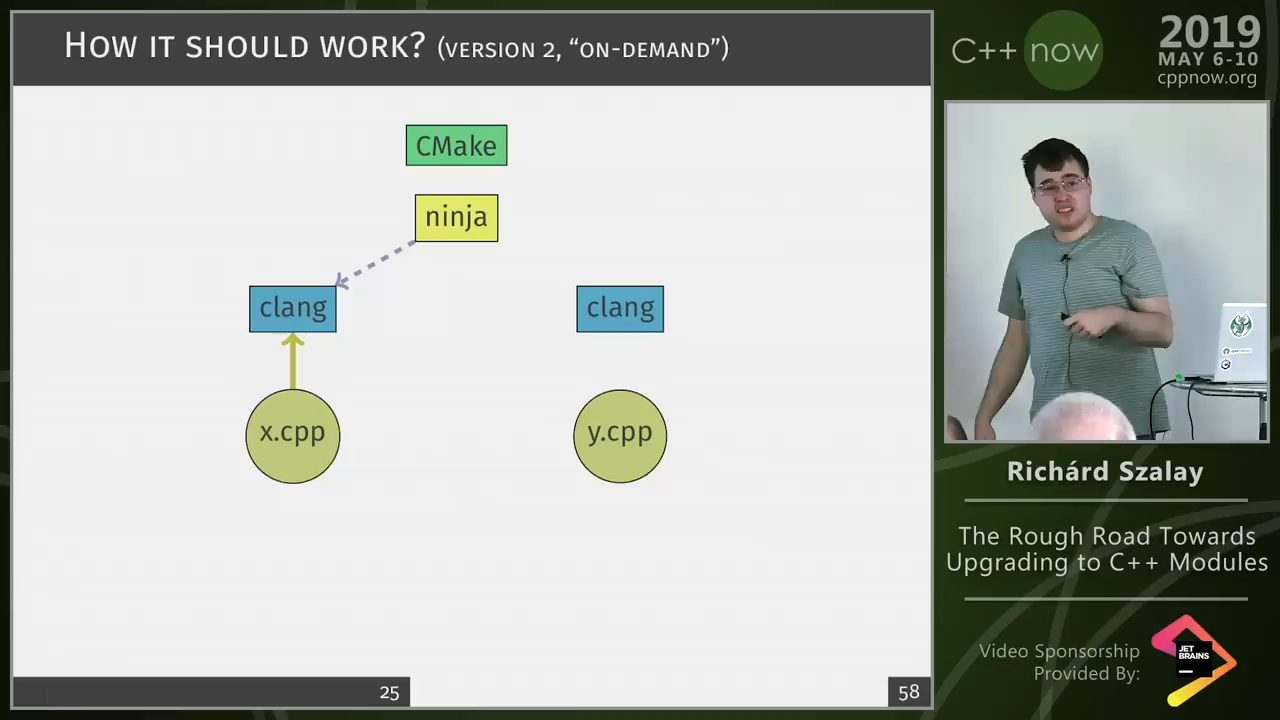 HOW IT SHOULD WORK? (VERSION 2, “ON-DEMAND”)
CMake
ninja
clang
clang
x.cpp
y.cpp
25
58
C++ now
2019
MAY 6-10
cppnow.org
Richárd Szalay
The Rough Road Towards
Upgrading to C++ Modules
Video Sponsorship
Provided By:
JET
BRAINS